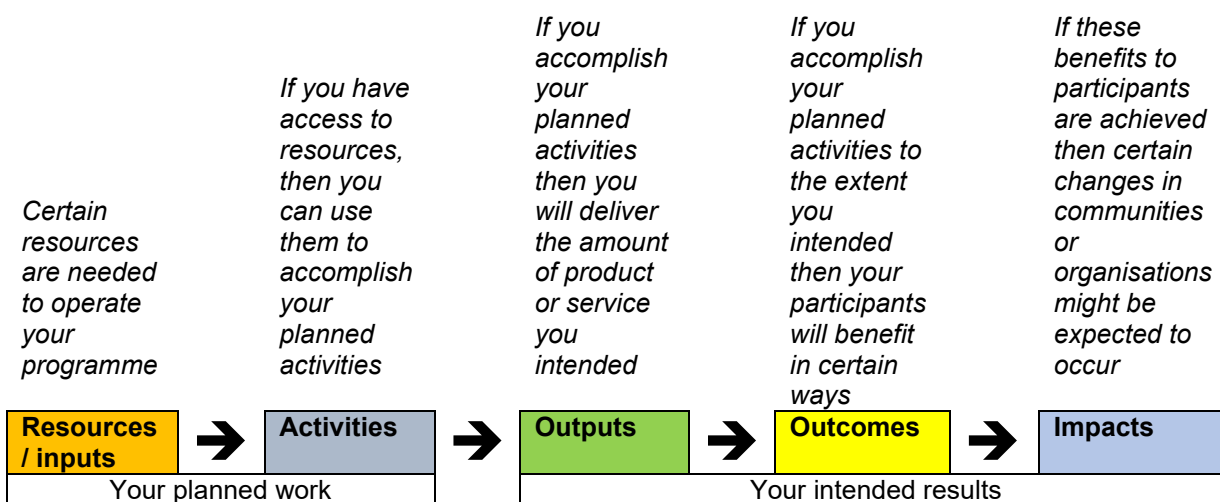 Certain
resources
are needed
to operate
your
programme
If you have
access to
resources,
then you
can use
them to
accomplish
your
planned
activities
If you
accomplish
your
planned
activities
then you
will deliver
the amount
of product
or service
you
intended
If you
accomplish
your
planned
activities to
the extent
you
intended
then your
participants
will benefit
in certain
ways
If these
benefits to
participants
are achieved
then certain
changes in
communities
or
organisations
might be
expected to
occur
Resources
/ inputs
Activities
Outputs
Outcomes
Impacts
Your planned work
Your intended results